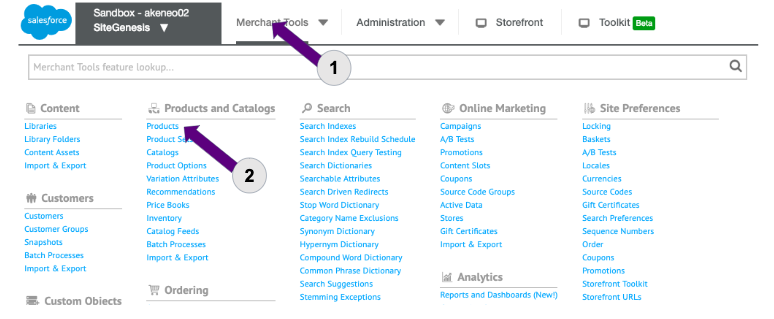 salesforce
Sandbox - akeneo02
SiteGenesis
Merchant Tools
Administration
Storefront
Toolkit Beta
1
Merchant Tools feature lookup...
Content
Libraries
Library Folders
Content Assets
Import & Export
Customers
Customers
Customer Groups
Snapshots
Batch Processes
Import & Export
Custom Objects
Products and Catalogs
Products
Product Se
2
Catalogs
Product Options
Variation Attributes
Recommendations
Price Books
Inventory
Catalog Feeds
Batch Processes
Import & Export
Ordering
Search
Search Indexes
Search Index Rebuild Schedule
Search Index Query Testing
Search Dictionaries
Searchable Attributes
Search Driven Redirects
Stop Word Dictionary
Category Name Exclusions
Synonym Dictionary
Hypernym Dictionary
Compound Word Dictionary
Common Phrase Dictionary
Search Suggestions
Stemming Exceptions
Online Marketing
Campaigns
A/B Tests
Promotions
Content Slots
Coupons
Source Code Groups
Active Data
Stores
Gift Certificates
Import & Export
Analytics
Reports and Dashboards (New!)
Site Preferences
Locking
Baskets
A/B Tests
Locales
Currencies
Source Codes
Gift Certificates
Search Preferences
Sequence Numbers
Order
Coupons
Promotions
Storefront Toolkit
Storefront URLs